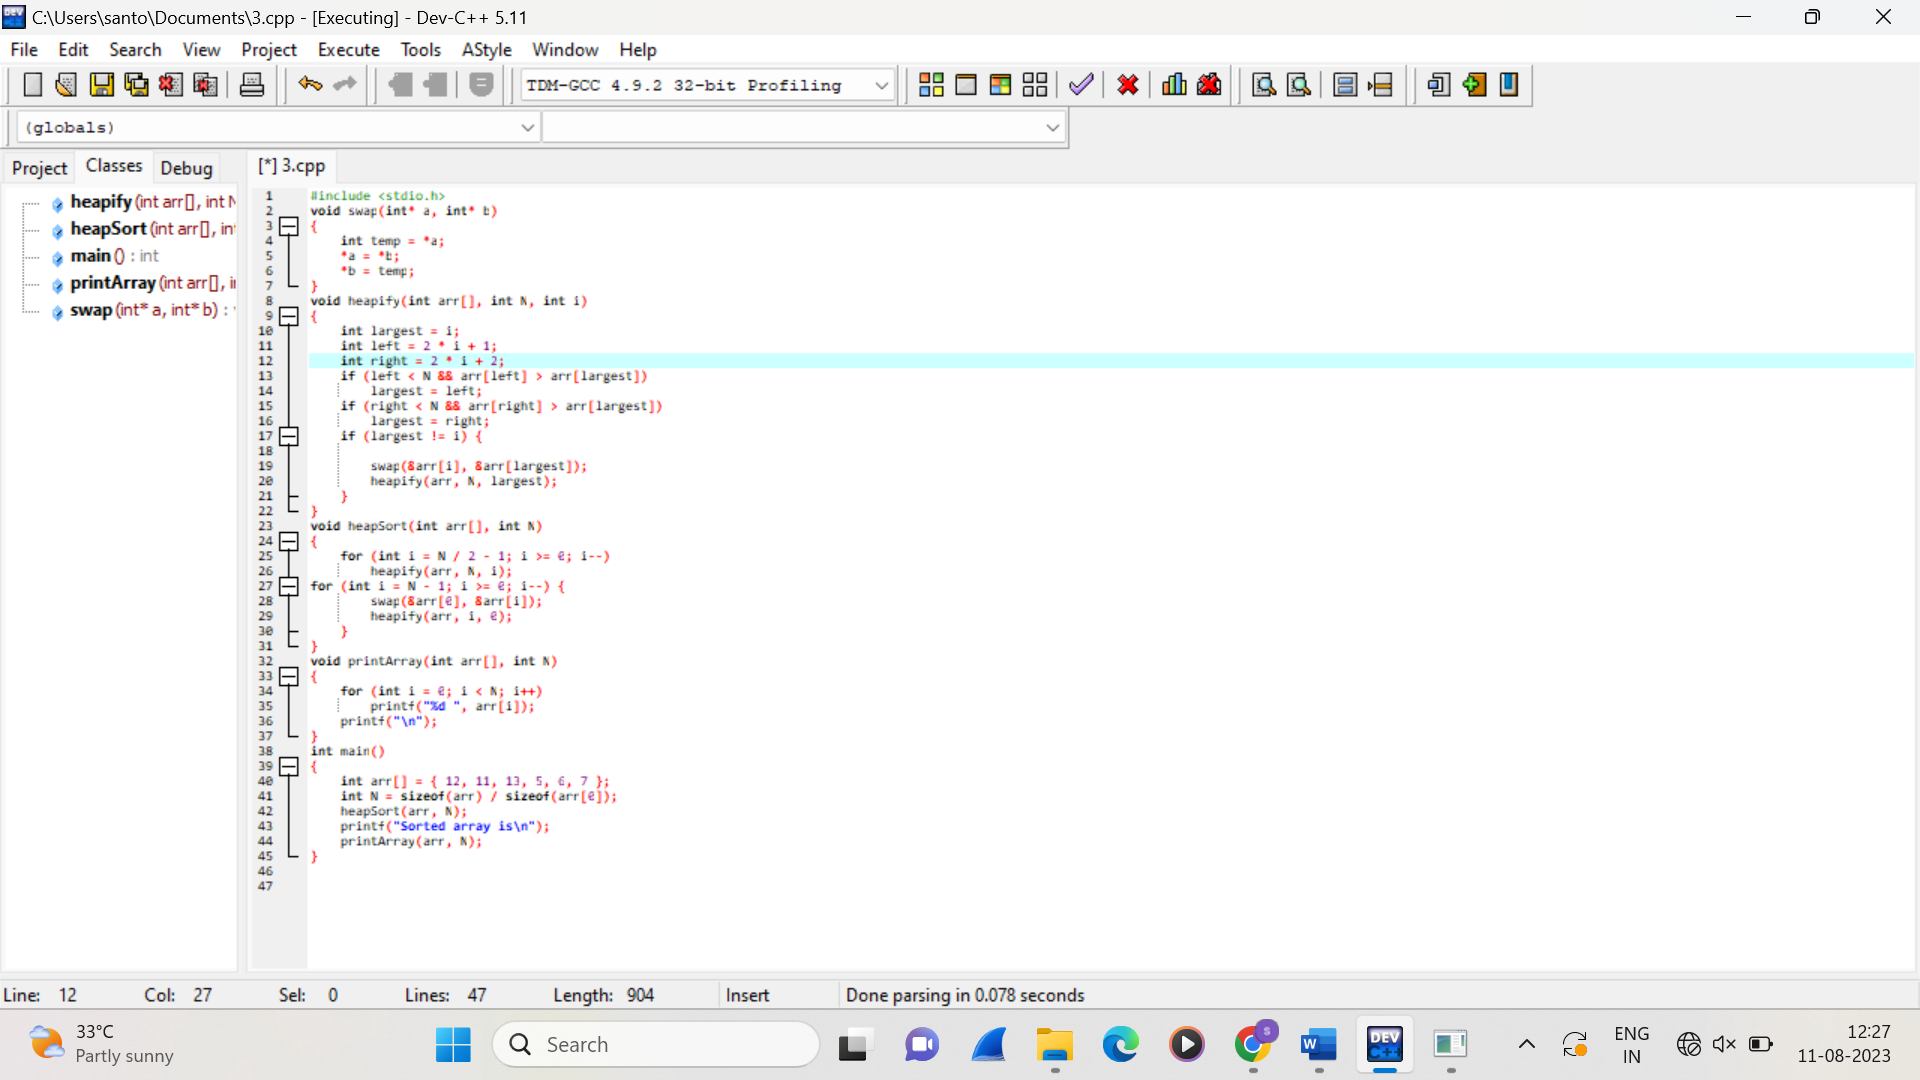 C:\Users\santo\Documents\3.cpp - [Executing] - Dev-C++ 5.11
File Edit Search View Project Execute Tools AStyle Window Help
TDM-GCC 4.9.2 32-bit Profiling
(globals)
Project Classes Debug
[*] 3.cpp
heapify (int arr[], int N
heapSort (int arr[], int
main () : int
printArray (int arr[], i
swap (int* a, int* b) :
1 #include <stdio.h>
2 void swap(int* a, int* b)
3 {
4 int temp = *a;
5 *a = *b;
6 *b = temp;
7 }
8 void heapify(int arr[], int N, int i)
9 {
10 int largest = i;
11 int left = 2 * i + 1;
12 int right = 2 * i + 2;
13 if (left < N && arr[left] > arr[largest])
14 largest = left;
15 if (right < N && arr[right] > arr[largest])
16 largest = right;
17 if (largest != i) {
18
19 swap(&arr[i], &arr[largest]);
20 heapify(arr, N, largest);
21 }
22 }
23 void heapSort(int arr[], int N)
24 {
25 for (int i = N / 2 - 1; i >= 0; i--)
26 heapify(arr, N, i);
27 for (int i = N - 1; i >= 0; i--) {
28 swap(&arr[0], &arr[i]);
29 heapify(arr, i, 0);
30 }
31 }
32 void printArray(int arr[], int N)
33 {
34 for (int i = 0; i < N; i++)
35 printf("%d ", arr[i]);
36 printf("\n");
37 }
38 int main()
39 {
40 int arr[] = { 12, 11, 13, 5, 6, 7 };
41 int N = sizeof(arr) / sizeof(arr[0]);
42 heapSort(arr, N);
43 printf("Sorted array is\n");
44 printArray(arr, N);
45 }
46
47
Line: 12 Col: 27 Sel: 0 Lines: 47 Length: 904 Insert Done parsing in 0.078 seconds
33°C
Partly sunny
Search
S
W
DEV
C++
ENG
IN
12:27
11-08-2023